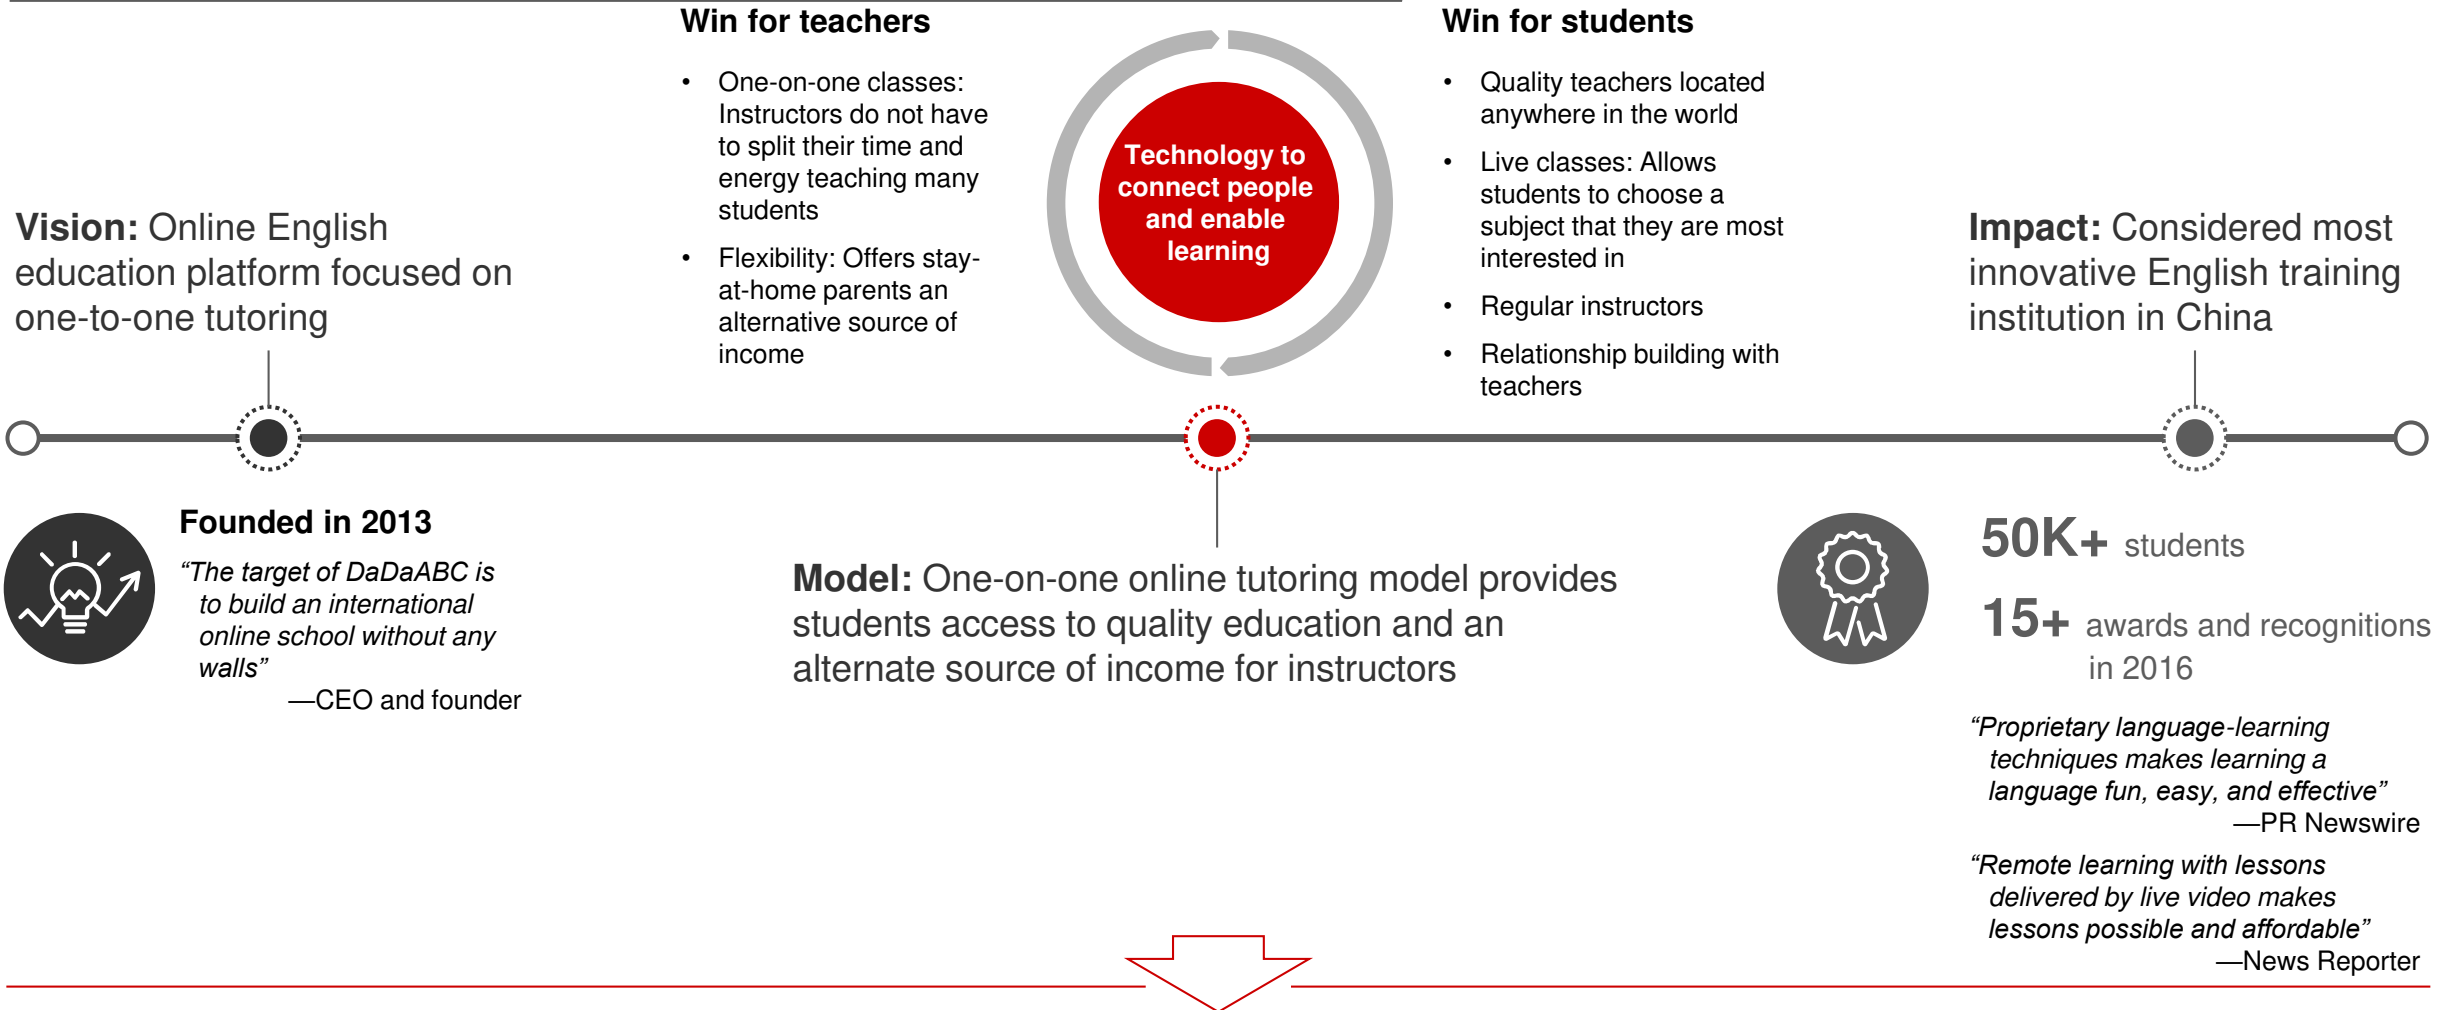 Vision: Online English
education platform focused on
one-to-one tutoring
Founded in 2013
“The target of DaDaABC is
to build an international
online school without any
walls”
—CEO and founder
Win for teachers
• One-on-one classes:
Instructors do not have
to split their time and
energy teaching many
students
• Flexibility: Offers stay-
at-home parents an
alternative source of
income
Technology to
connect people
and enable
learning
Win for students
• Quality teachers located
anywhere in the world
• Live classes: Allows
students to choose a
subject that they are most
interested in
• Regular instructors
• Relationship building with
teachers
Model: One-on-one online tutoring model provides
students access to quality education and an
alternate source of income for instructors
Impact: Considered most
innovative English training
institution in China
50K+ students
15+ awards and recognitions
in 2016
“Proprietary language-learning
techniques makes learning a
language fun, easy, and effective”
—PR Newswire
“Remote learning with lessons
delivered by live video makes
lessons possible and affordable”
—News Reporter